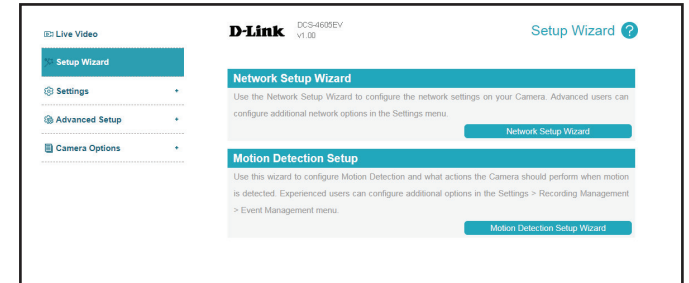 Live Video
Setup Wizard
Settings
Advanced Setup
Camera Options
D-Link DCS-4605EV
v1.00
Setup Wizard ?
Network Setup Wizard
Use the Network Setup Wizard to configure the network settings on your Camera. Advanced users can
configure additional network options in the Settings menu.
Network Setup Wizard
Motion Detection Setup
Use this wizard to configure Motion Detection and what actions the Camera should perform when motion
is detected. Experienced users can configure additional options in the Settings > Recording Management
> Event Management menu.
Motion Detection Setup Wizard